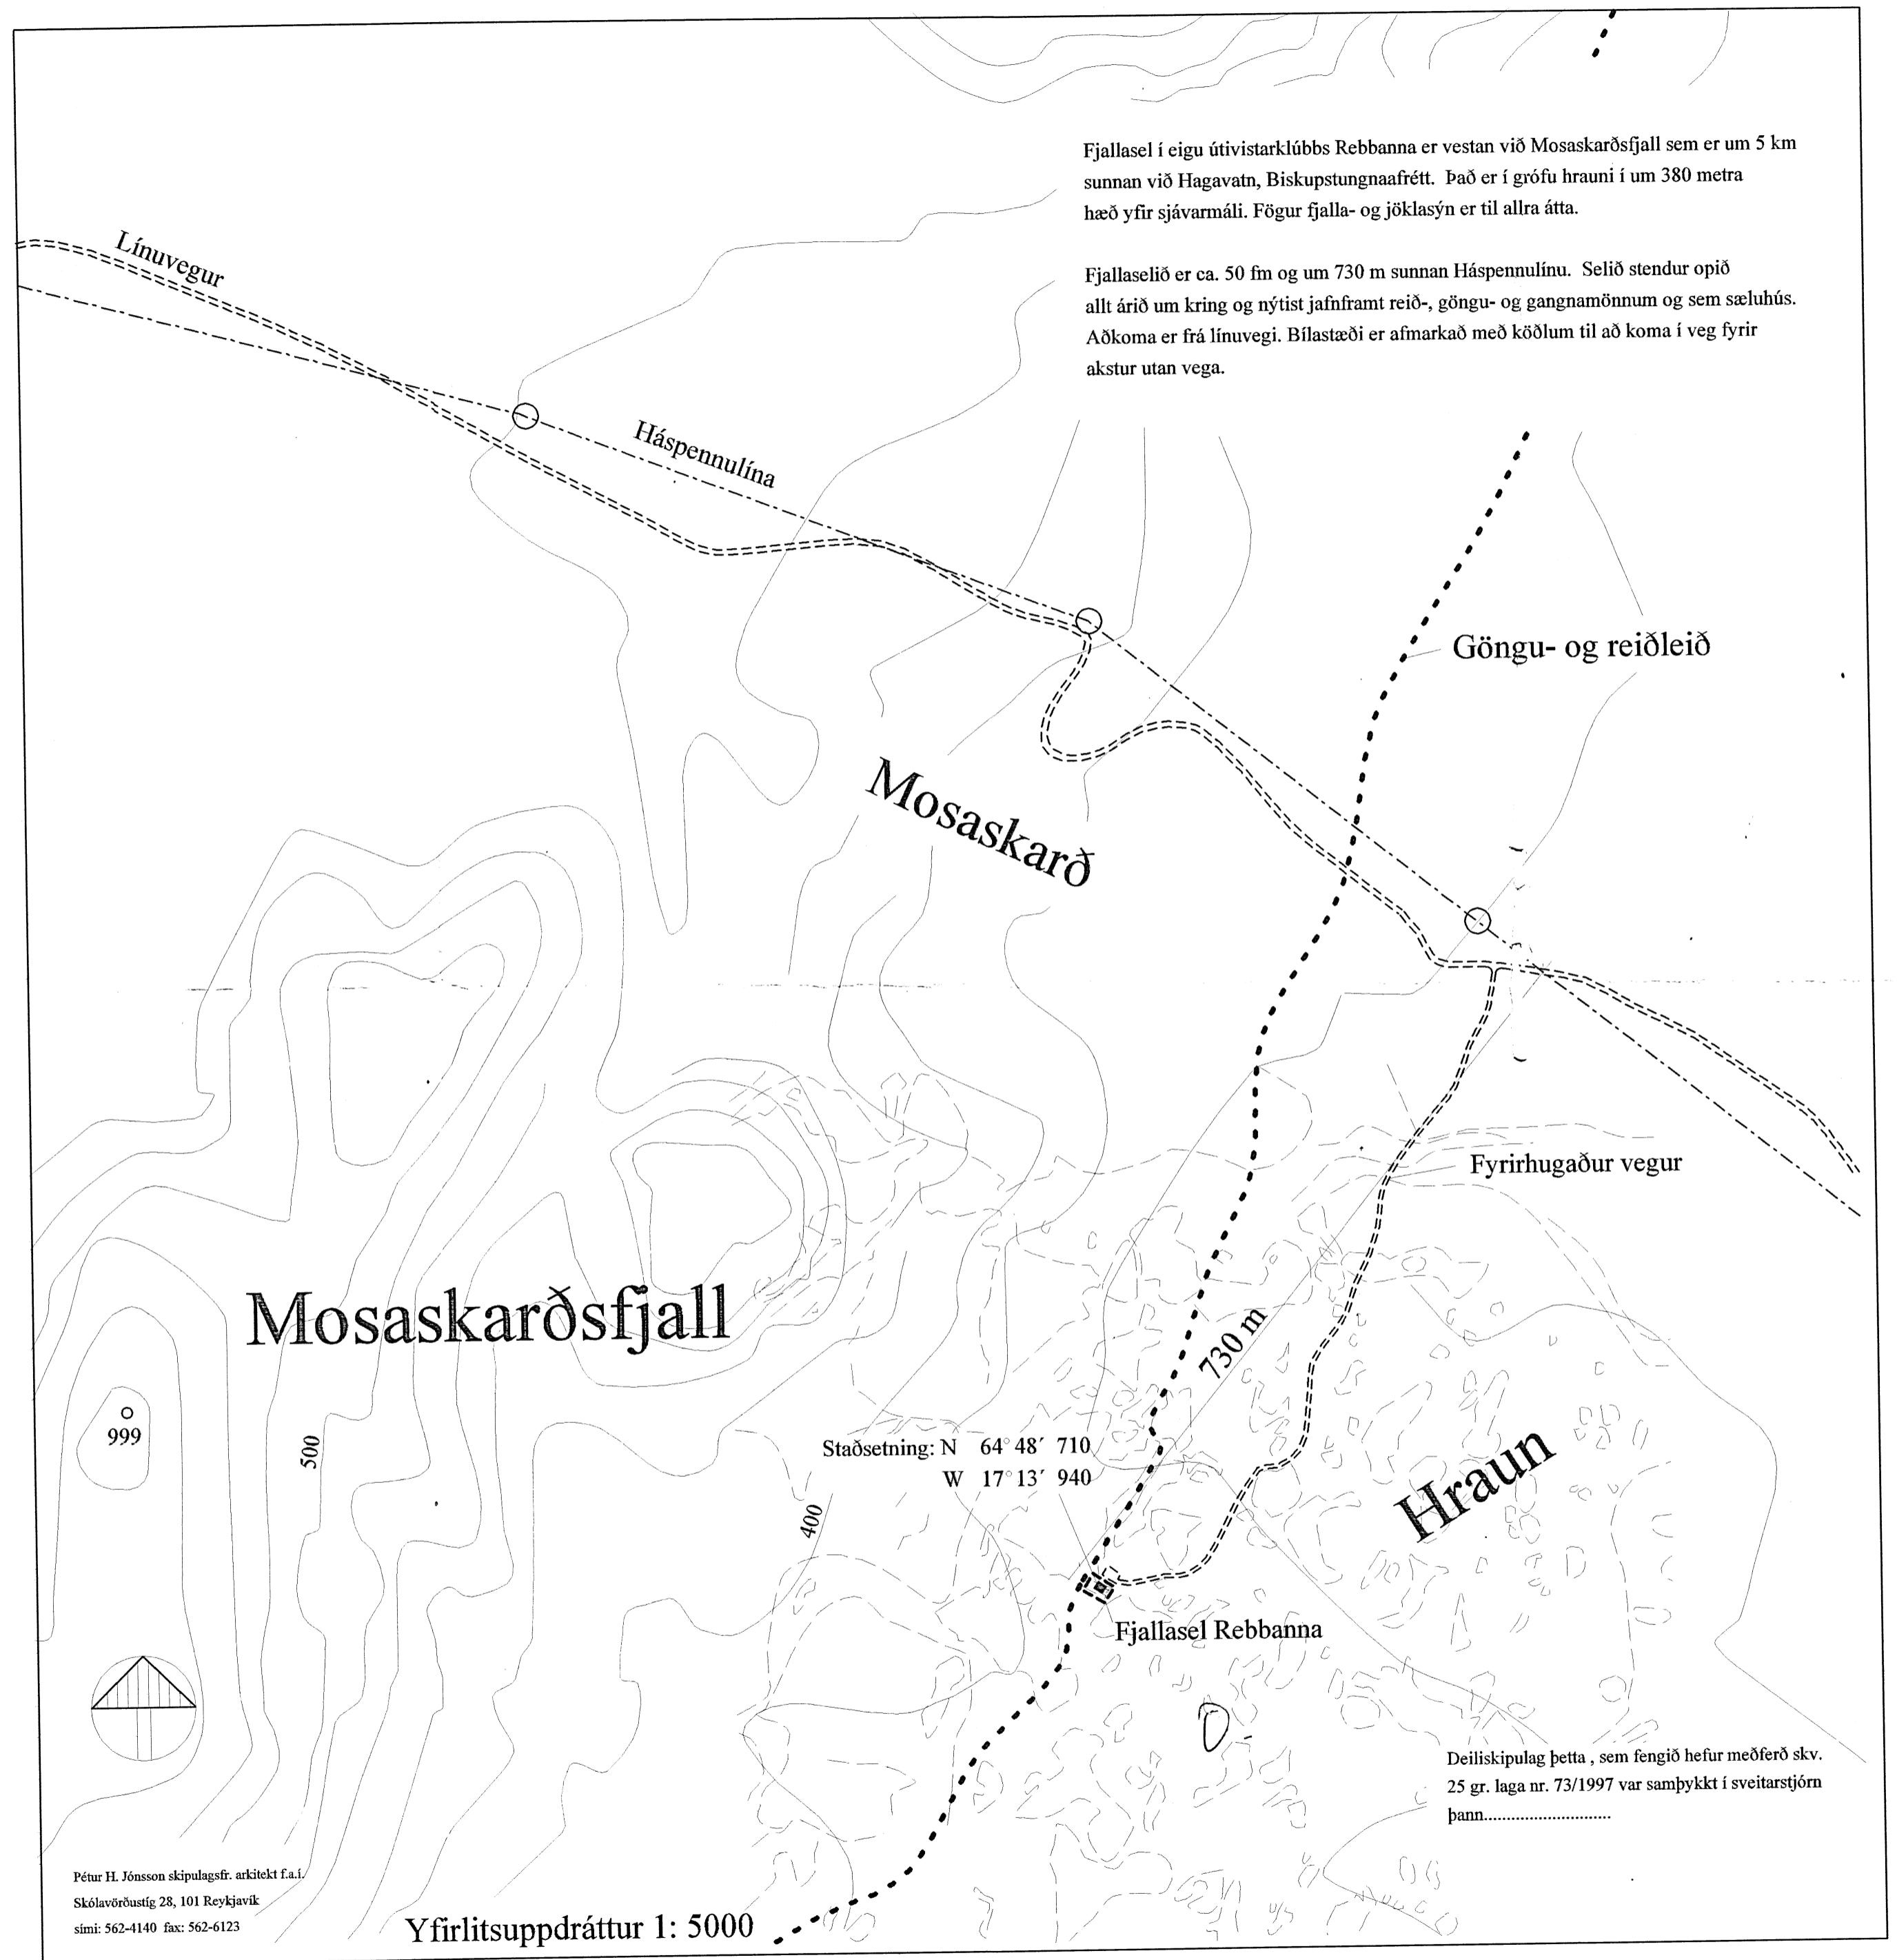 Fjallasel í eigu útivistarklúbbs Rebbanna er vestan við Mosaskarðsfjall sem er um 5 km
sunnan við Hagavatn, Biskupstungnaafrétt. Það er í grófu hrauni í um 380 metra
hæð yfir sjávarmáli. Fögur fjalla- og jöklasýn er til allra átta.
Fjallaselið er ca. 50 fm og um 730 m sunnan Háspennulínu. Selið stendur opið
allt árið um kring og nýtist jafnframt reið-, göngu- og gangnamönnum og sem sæluhús.
Aðkoma er frá línuvegi. Bílastæði er afmarkað með köðlum til að koma í veg fyrir
akstur utan vega.
Línuvegur
Háspennulína
Göngu- og reiðleið
Mosaskarð
Fyrirhugaður vegur
Mosaskarðsfjall
730 m
999
500
Staðsetning: N 64° 48´ 710
W 17° 13´ 940
400
Hraun
Fjallasel Rebbanna
Deiliskipulag þetta , sem fengið hefur meðferð skv.
25 gr. laga nr. 73/1997 var samþykkt í sveitarstjórn
þann............................
Pétur H. Jónsson skipulagsfr. arkitekt f.a.í.
Skólavörðustíg 28, 101 Reykjavík
sími: 562-4140 fax: 562-6123
Yfirlitsuppdráttur 1: 5000